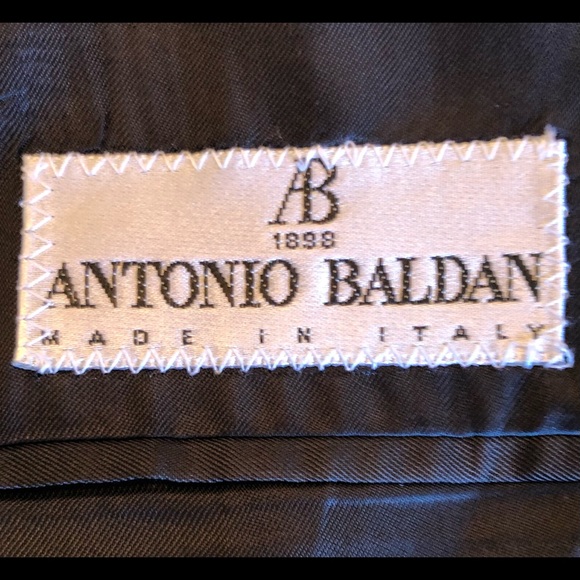 AB
1898
ANTONIO BALDAN
MADE IN ITALY